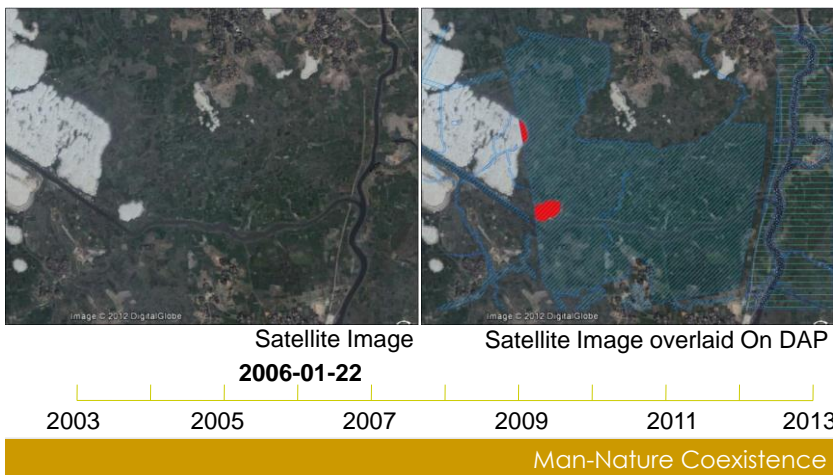 Image © 2012 DigitalGlobe
Image © 2012 DigitalGlobe
Satellite Image
Satellite Image overlaid On DAP
2006-01-22
2003 2005 2007 2009 2011 2013
Man-Nature Coexistence